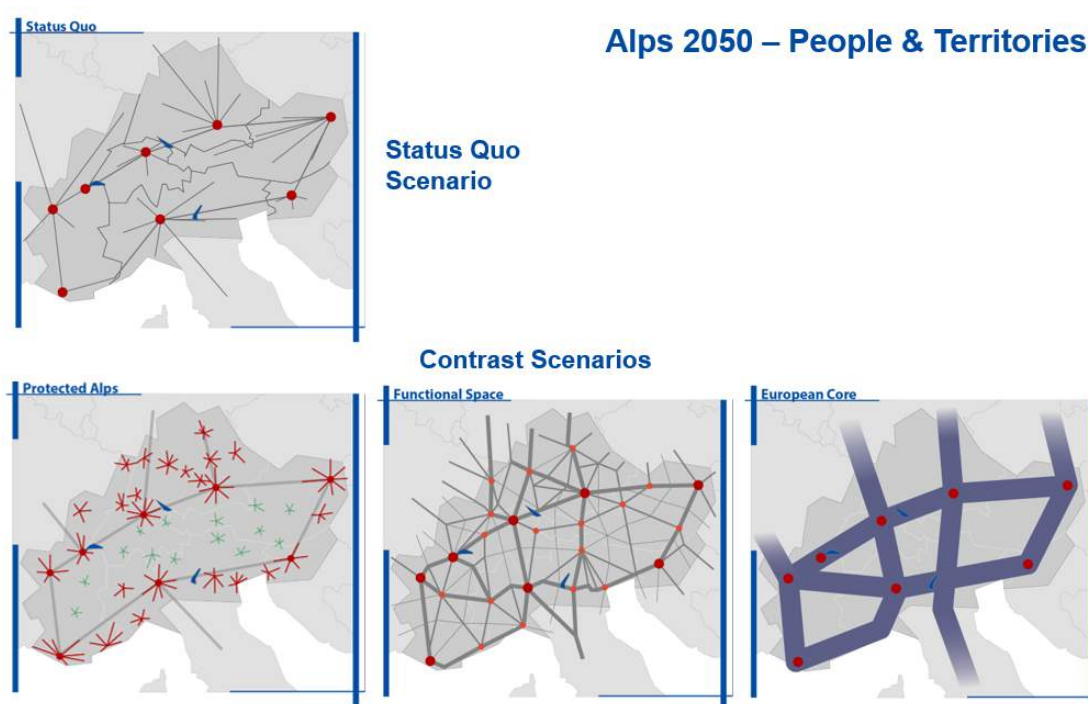 Status Quo
Alps 2050 – People & Territories
Status Quo
Scenario
Contrast Scenarios
Protected Alps
Functional Space
European Core